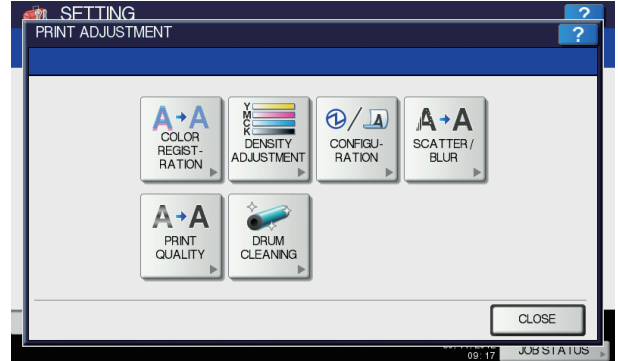 SETTING
?
PRINT ADJUSTMENT
?
A A
COLOR
REGIST-
RATION
Y
M
C
K
DENSITY
ADJUSTMENT
A
CONFIGU-
RATION
A A
SCATTER /
BLUR
A A
PRINT
QUALITY
DRUM
CLEANING
CLOSE
09:17
JOB STATUS